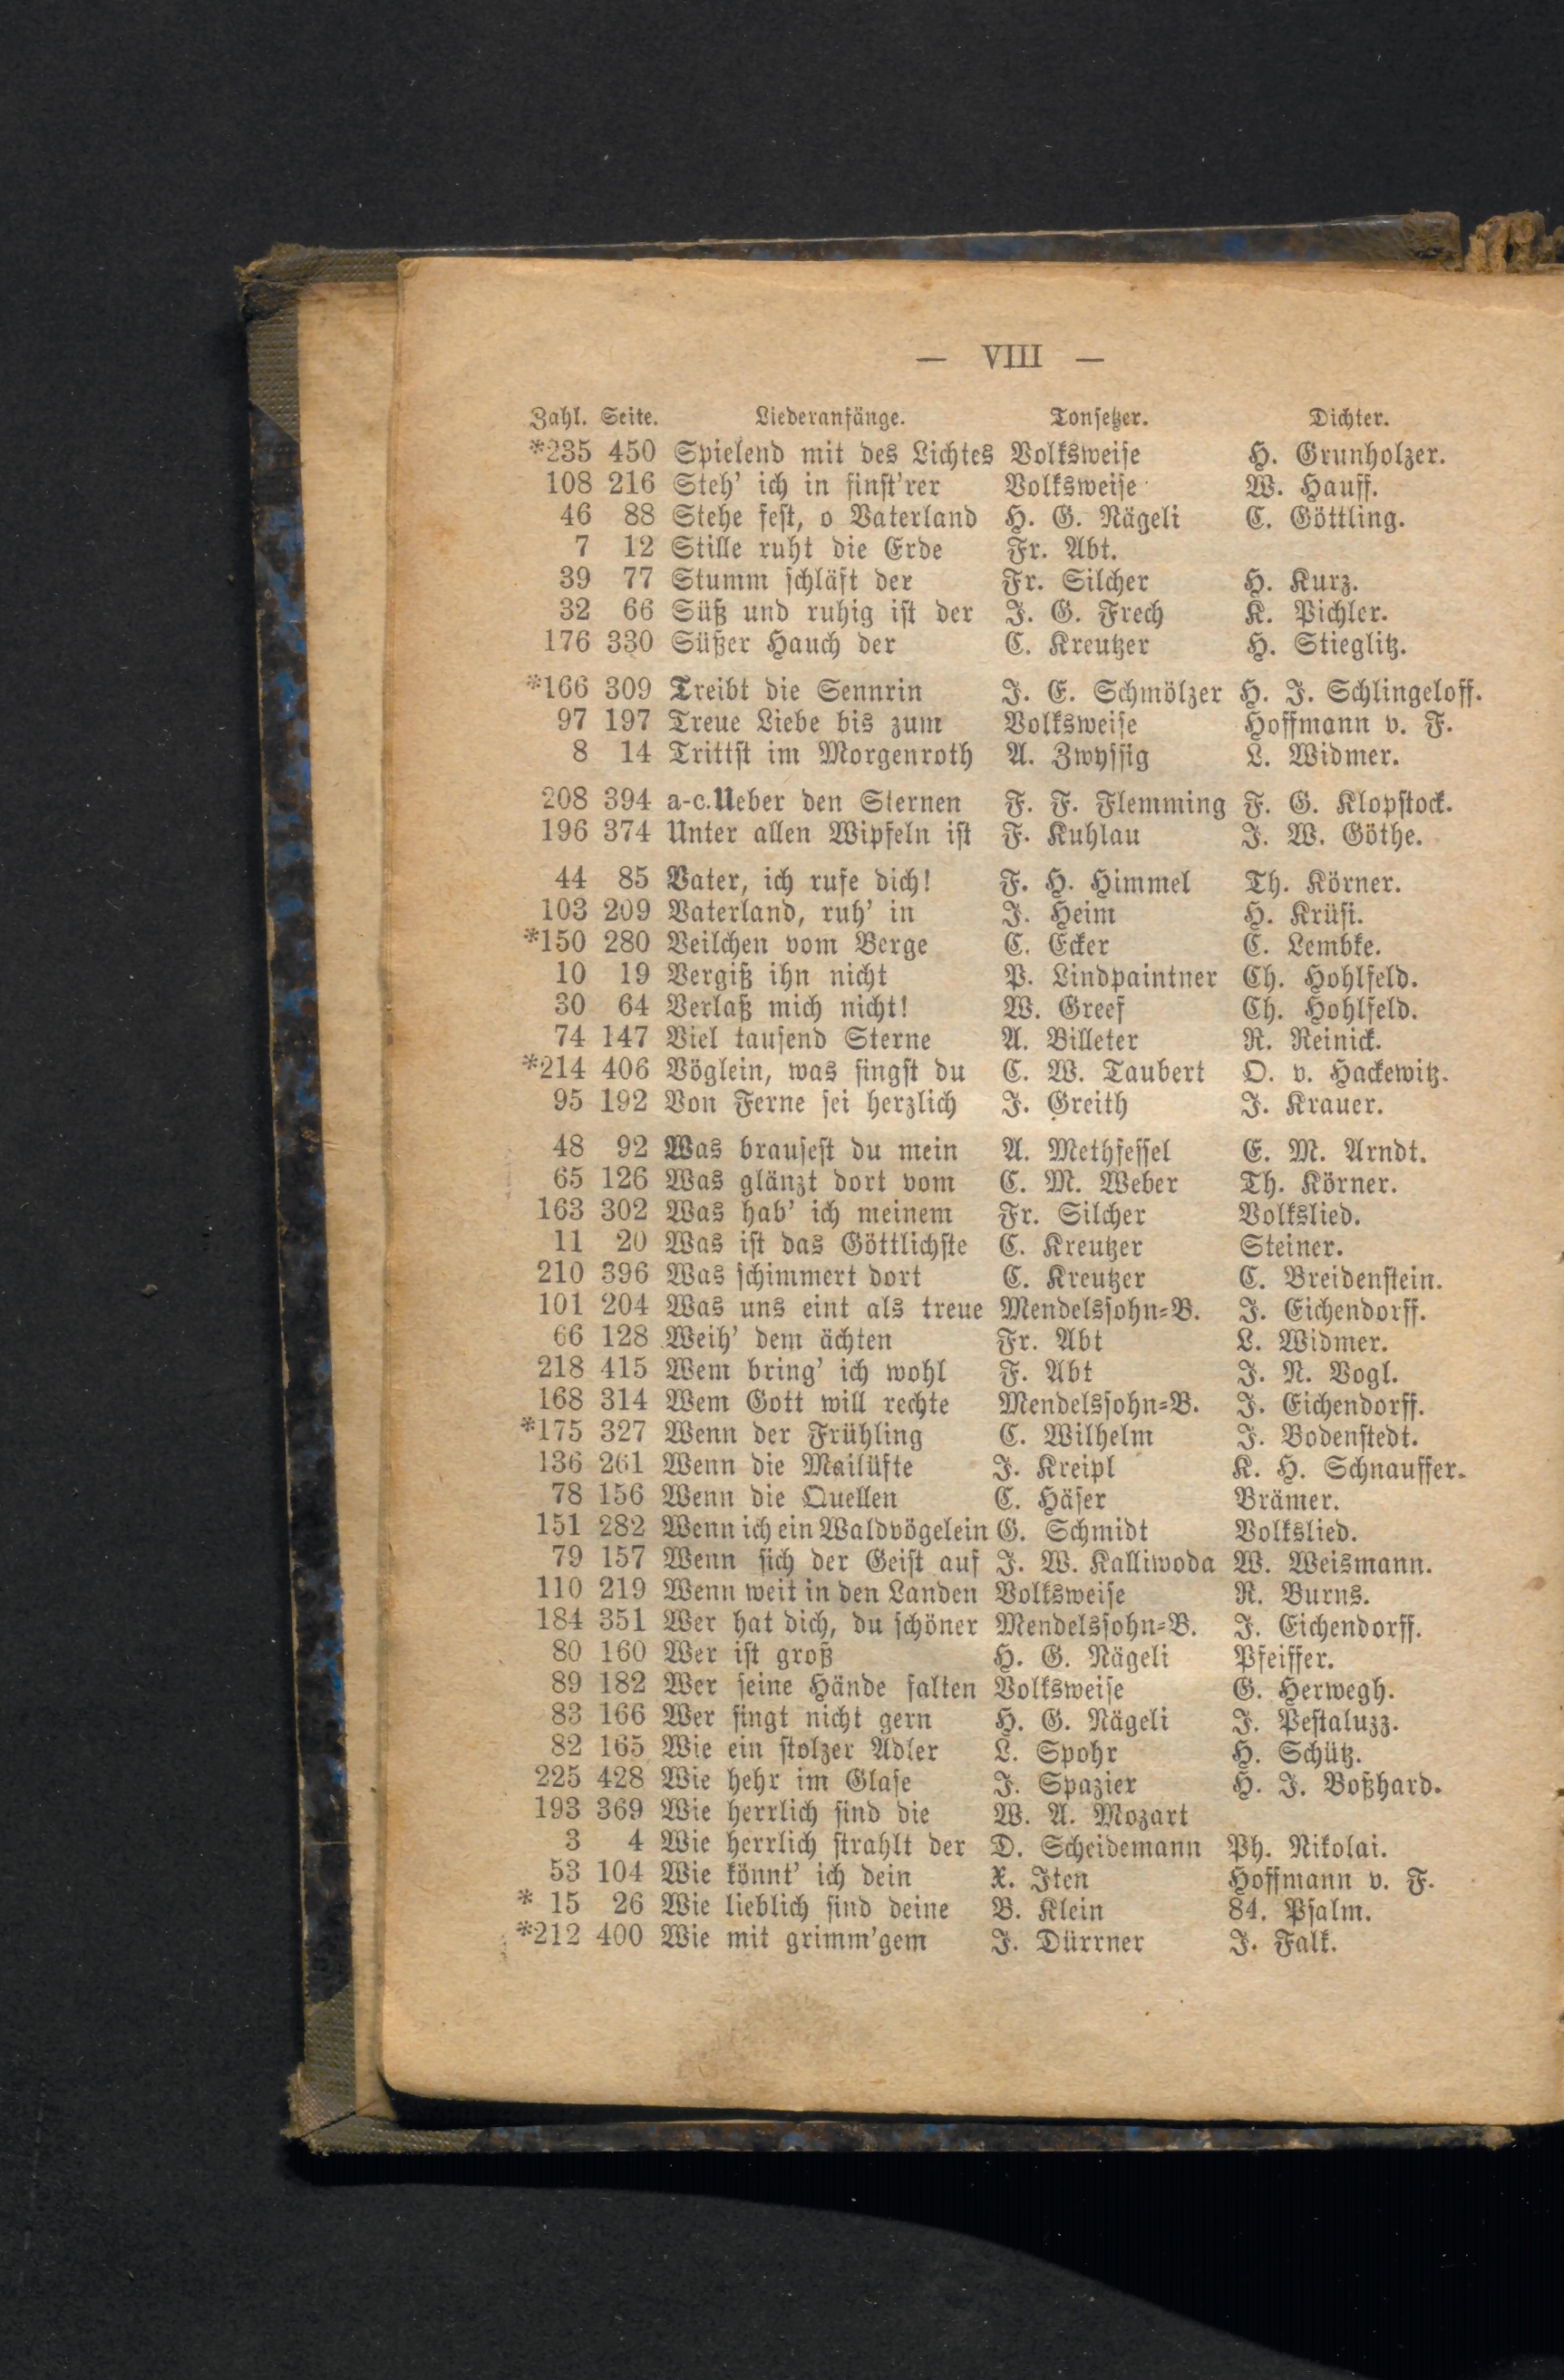 — VIII —
Zahl. Seite. Liederanfänge. Tonsetzer. Dichter.
*235 450 Spielend mit des Lichtes Volksweise H. Grunholzer.
108 216 Steh' ich in finst'rer Volksweise W. Hauff.
46 88 Stehe fest, o Vaterland H. G. Nägeli C. Göttling.
7 12 Stille ruht die Erde Fr. Abt.
39 77 Stumm schläft der Fr. Silcher H. Kurz.
32 66 Süß und ruhig ist der J. G. Frech K. Pichler.
176 330 Süßer Hauch der C. Kreutzer H. Stieglitz.
*166 309 Treibt die Sennrin J. E. Schmölzer H. J. Schlingeloff.
97 197 Treue Liebe bis zum Volksweise Hoffmann v. F.
8 14 Trittst im Morgenroth A. Zwyssig L. Widmer.
208 394 a-c. Ueber den Sternen F. F. Flemming F. G. Klopstock.
196 374 Unter allen Wipfeln ist F. Kuhlau J. W. Göthe.
44 85 Vater, ich rufe dich! F. H. Himmel Th. Körner.
103 209 Vaterland, ruh' in J. Heim H. Krüsi.
*150 280 Veilchen vom Berge C. Ecker C. Lembke.
10 19 Vergiß ihn nicht P. Lindpaintner Ch. Hohlfeld.
30 64 Verlaß mich nicht! W. Greef Ch. Hohlfeld.
74 147 Viel tausend Sterne A. Billeter R. Reinick.
*214 406 Vöglein, was singst du C. W. Taubert O. v. Hackewitz.
95 192 Von Ferne sei herzlich J. Greith J. Krauer.
48 92 Was brausest du mein A. Methfessel E. M. Arndt.
65 126 Was glänzt dort vom C. M. Weber Th. Körner.
163 302 Was hab' ich meinem Fr. Silcher Volkslied.
11 20 Was ist das Göttlichste C. Kreutzer Steiner.
210 396 Was schimmert dort C. Kreutzer C. Breidenstein.
101 204 Was uns eint als treue Mendelssohn-B. J. Eichendorff.
66 128 Weih' dem ächten Fr. Abt L. Widmer.
218 415 Wem bring' ich wohl F. Abt J. N. Vogl.
168 314 Wem Gott will rechte Mendelssohn-B. J. Eichendorff.
*175 327 Wenn der Frühling C. Wilhelm J. Bodenstedt.
136 261 Wenn die Mailüfte J. Kreipl K. H. Schnauffer.
78 156 Wenn die Quellen C. Häser Brämer.
151 282 Wenn ich ein Waldvögelein G. Schmidt Volkslied.
79 157 Wenn sich der Geist auf J. W. Kalliwoda W. Weismann.
110 219 Wenn weit in den Landen Volksweise R. Burns.
184 351 Wer hat dich, du schöner Mendelssohn-B. J. Eichendorff.
80 160 Wer ist groß H. G. Nägeli Pfeiffer.
89 182 Wer seine Hände falten Volksweise G. Herwegh.
83 166 Wer singt nicht gern H. G. Nägeli J. Pestaluzz.
82 165 Wie ein stolzer Adler L. Spohr H. Schütz.
225 428 Wie hehr im Glase J. Spazier H. J. Boßhard.
193 369 Wie herrlich sind die W. A. Mozart
3 4 Wie herrlich strahlt der D. Scheidemann Ph. Nikolai.
53 104 Wie könnt' ich dein X. Iten Hoffmann v. F.
* 15 26 Wie lieblich sind deine B. Klein 84. Psalm.
*212 400 Wie mit grimm'gem J. Dürrner J. Falk.